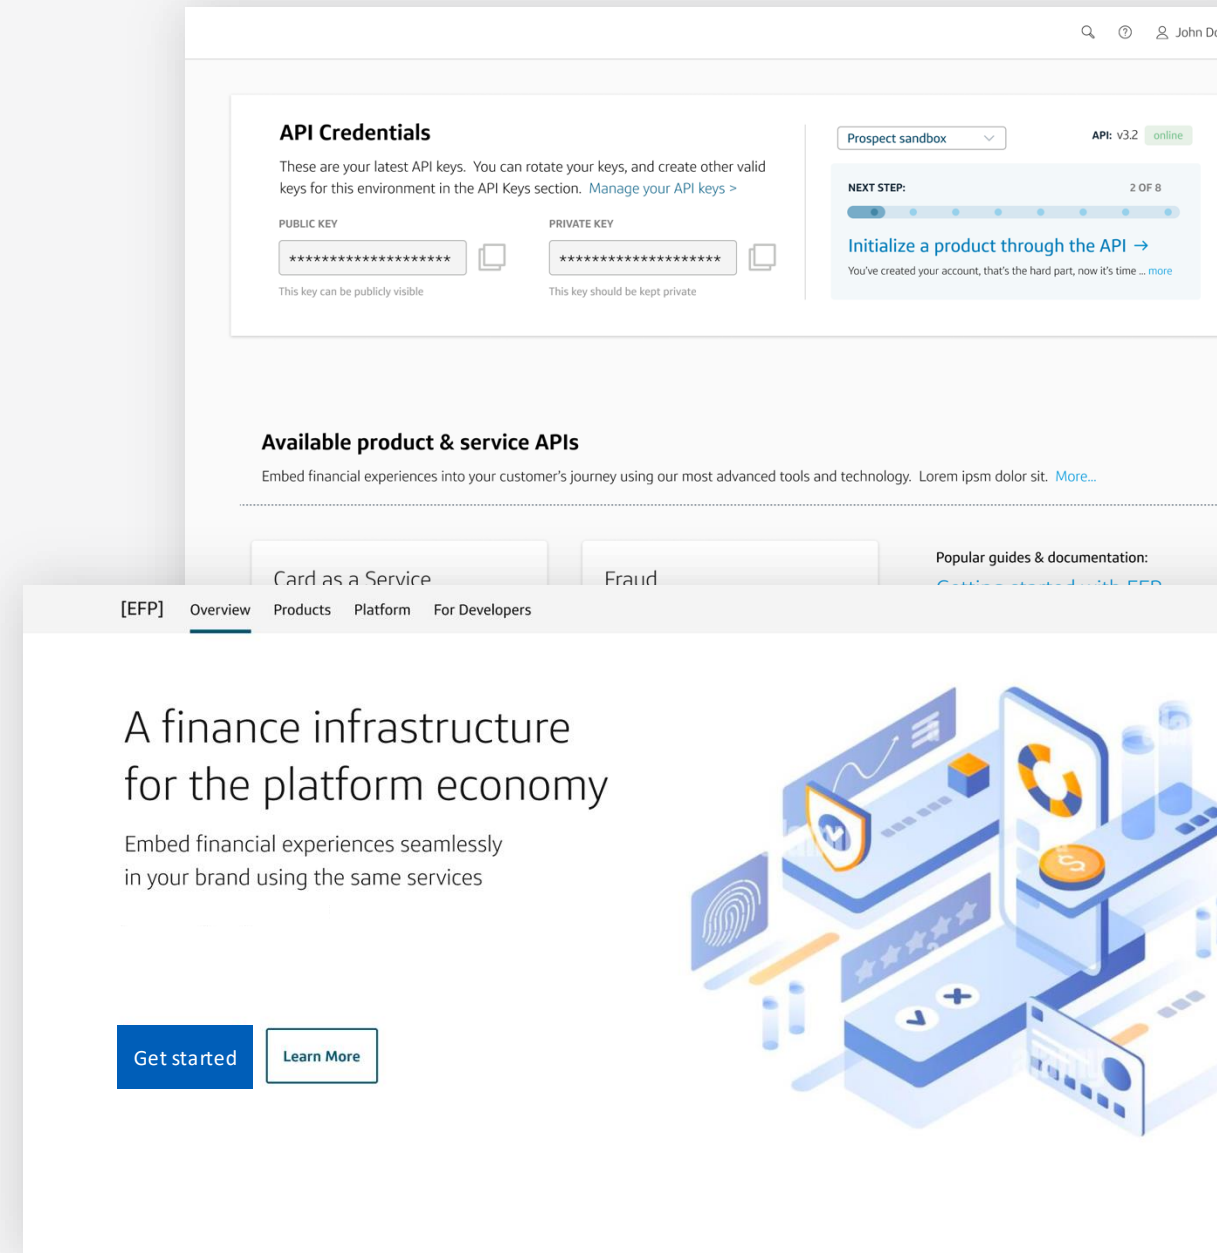 John Do
API Credentials
These are your latest API keys. You can rotate your keys, and create other valid
keys for this environment in the API Keys section. Manage your API keys >
PUBLIC KEY
PRIVATE KEY
********************
********************
This key can be publicly visible
This key should be kept private
Prospect sandbox
API: v3.2 online
NEXT STEP:
2 OF 8
Initialize a product through the API →
You've created your account, that's the hard part, now it's time ... more
Available product & service APIs
Embed financial experiences into your customer's journey using our most advanced tools and technology. Lorem ipsm dolor sit. More...
Card as a Service
Fraud
Popular guides & documentation:
Getting started with EFP
[EFP] Overview Products Platform For Developers
A finance infrastructure
for the platform economy
Embed financial experiences seamlessly
in your brand using the same services
Get started
Learn More